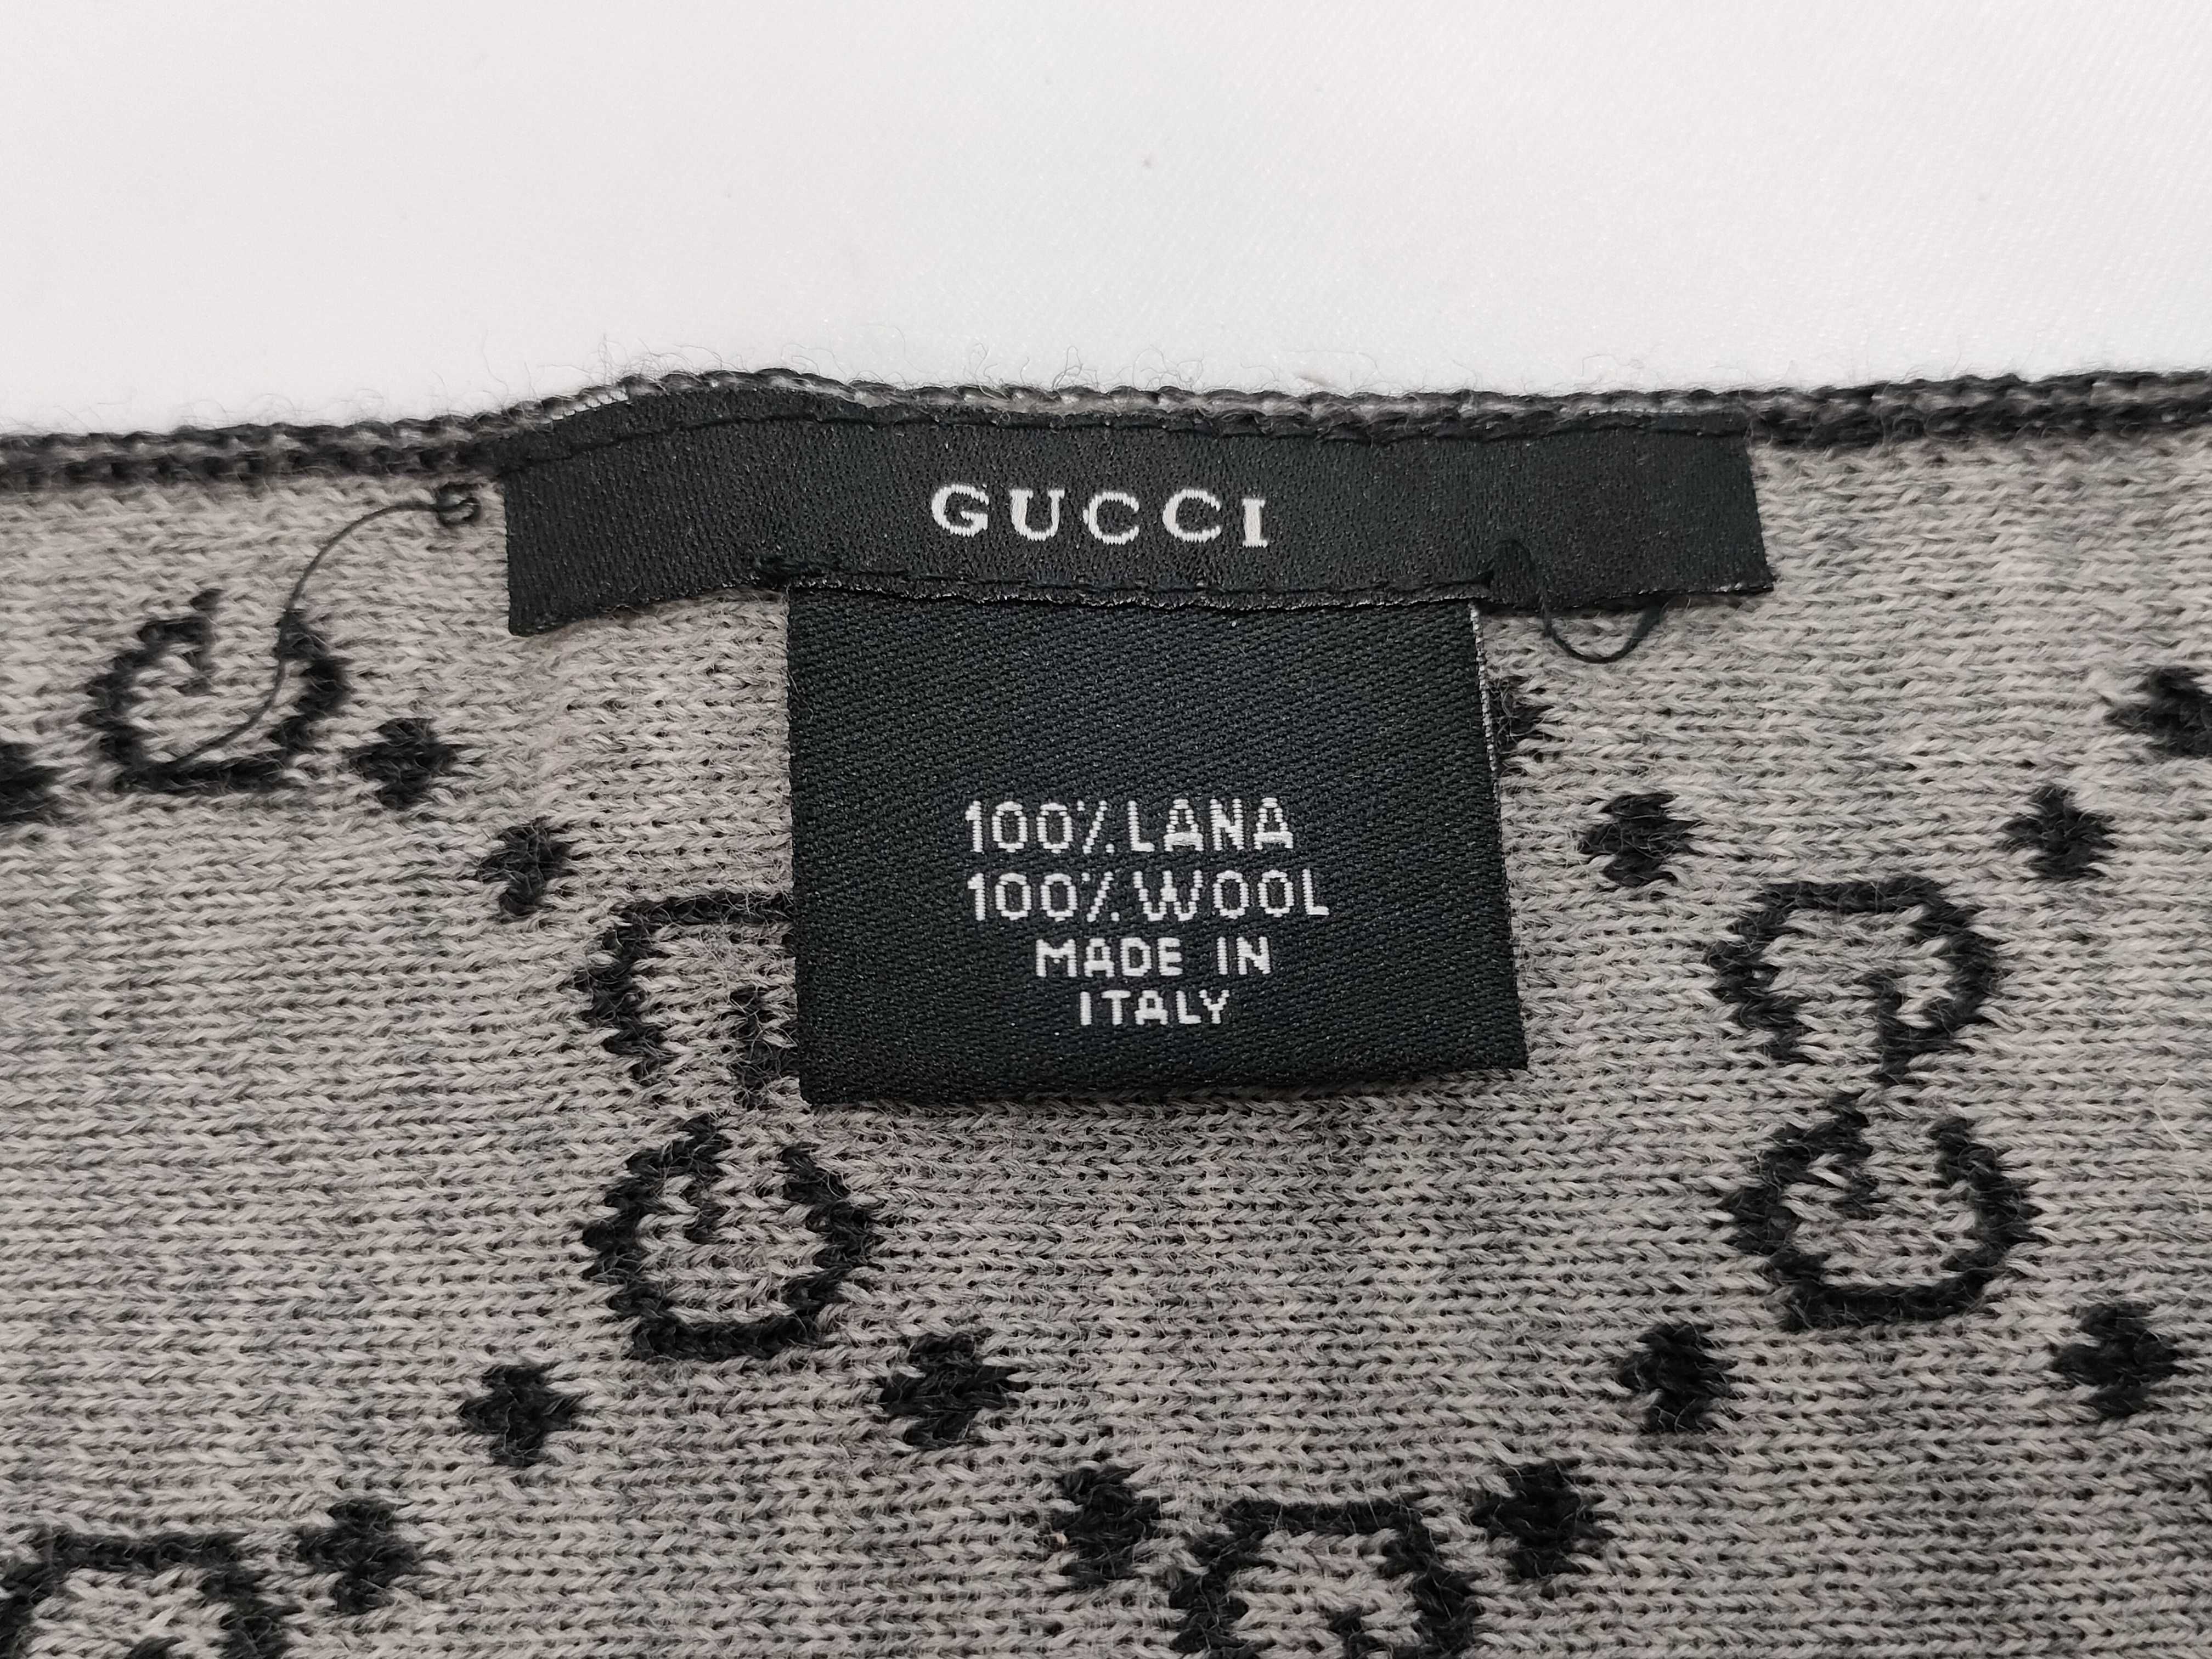 GUCCI
100% LANA
100% WOOL
MADE IN
ITALY